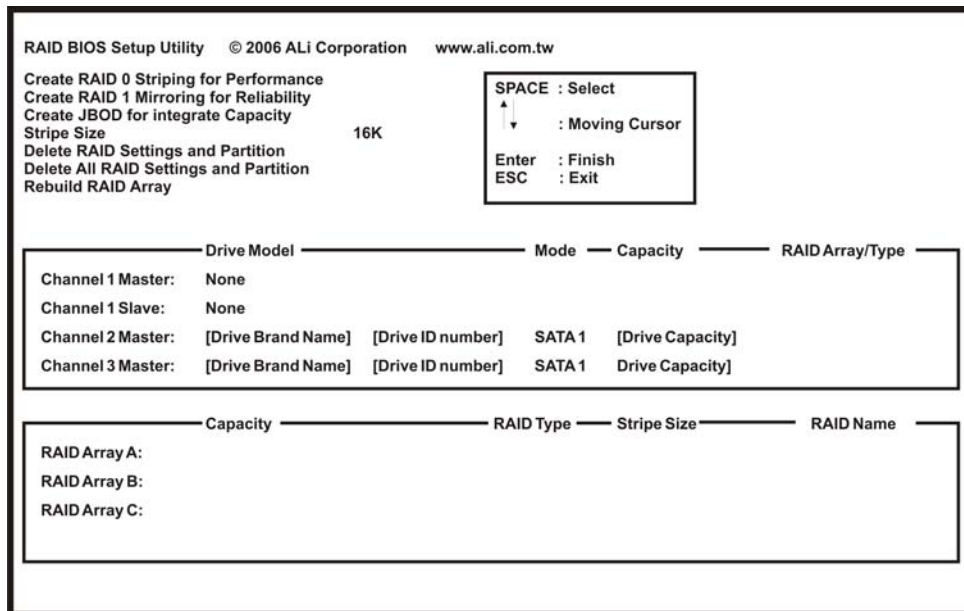 RAID BIOS Setup Utility © 2006 ALi Corporation www.ali.com.tw
Create RAID 0 Striping for Performance
Create RAID 1 Mirroring for Reliability
Create JBOD for integrate Capacity
Stripe Size 16K
Delete RAID Settings and Partition
Delete All RAID Settings and Partition
Rebuild RAID Array
SPACE : Select
: Moving Cursor
Enter : Finish
ESC : Exit
Drive Model Mode Capacity RAID Array/Type
Channel 1 Master: None
Channel 1 Slave: None
Channel 2 Master: [Drive Brand Name] [Drive ID number] SATA 1 [Drive Capacity]
Channel 3 Master: [Drive Brand Name] [Drive ID number] SATA 1 Drive Capacity]
Capacity RAID Type Stripe Size RAID Name
RAID Array A:
RAID Array B:
RAID Array C: